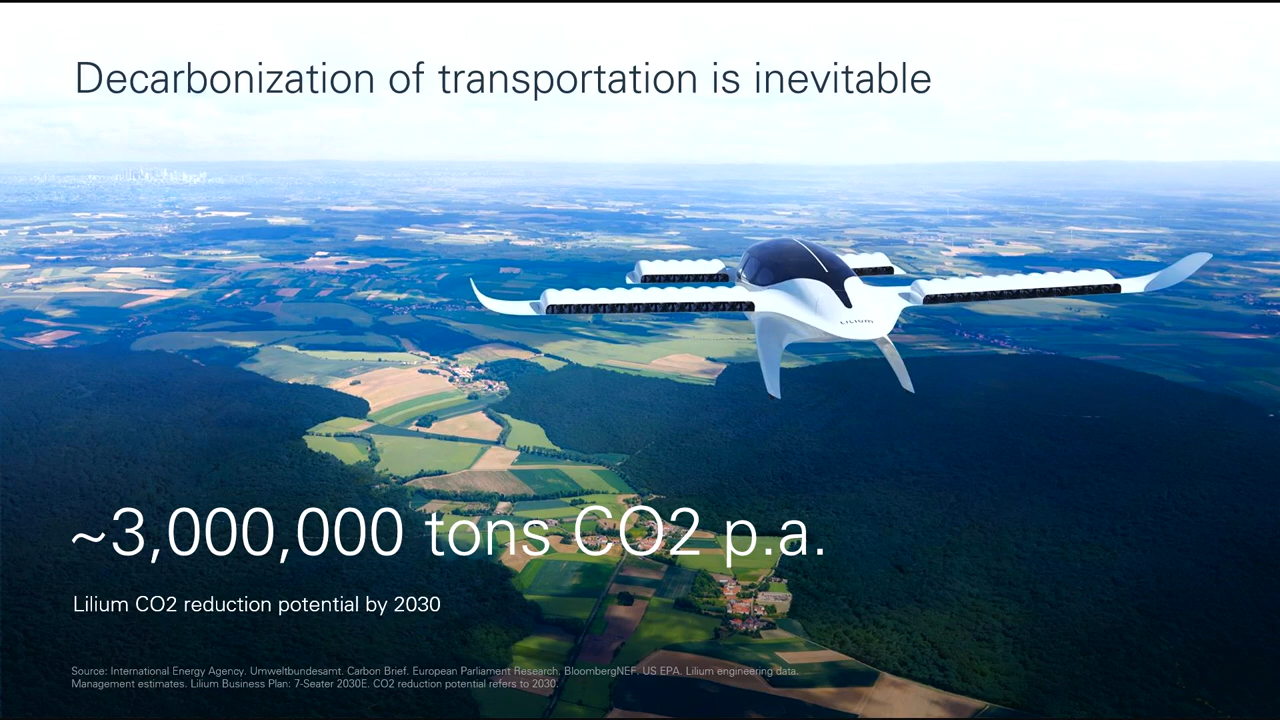 Decarbonization of transportation is inevitable
LILIUM
~3,000,000 tons CO2 p.a.
Lilium CO2 reduction potential by 2030
Source: International Energy Agency. Umweltbundesamt. Carbon Brief. European Parliament Research. BloombergNEF. US EPA. Lilium engineering data.
Management estimates. Lilium Business Plan: 7-Seater 2030E. CO2 reduction potential refers to 2030.